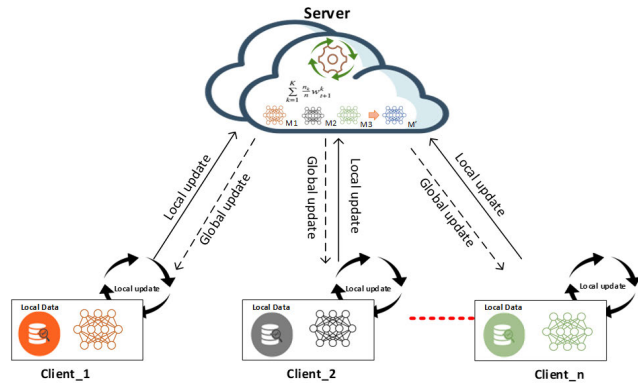 Server
K
∑ n_k/n w^k_{t+1}
k=1
M1 M2 M3 M'
Local update
Global update
Global update
Local update
Global update
Local update
Local update
Local update
Local update
Local Data
Local Data
Local Data
Client_1
Client_2
Client_n